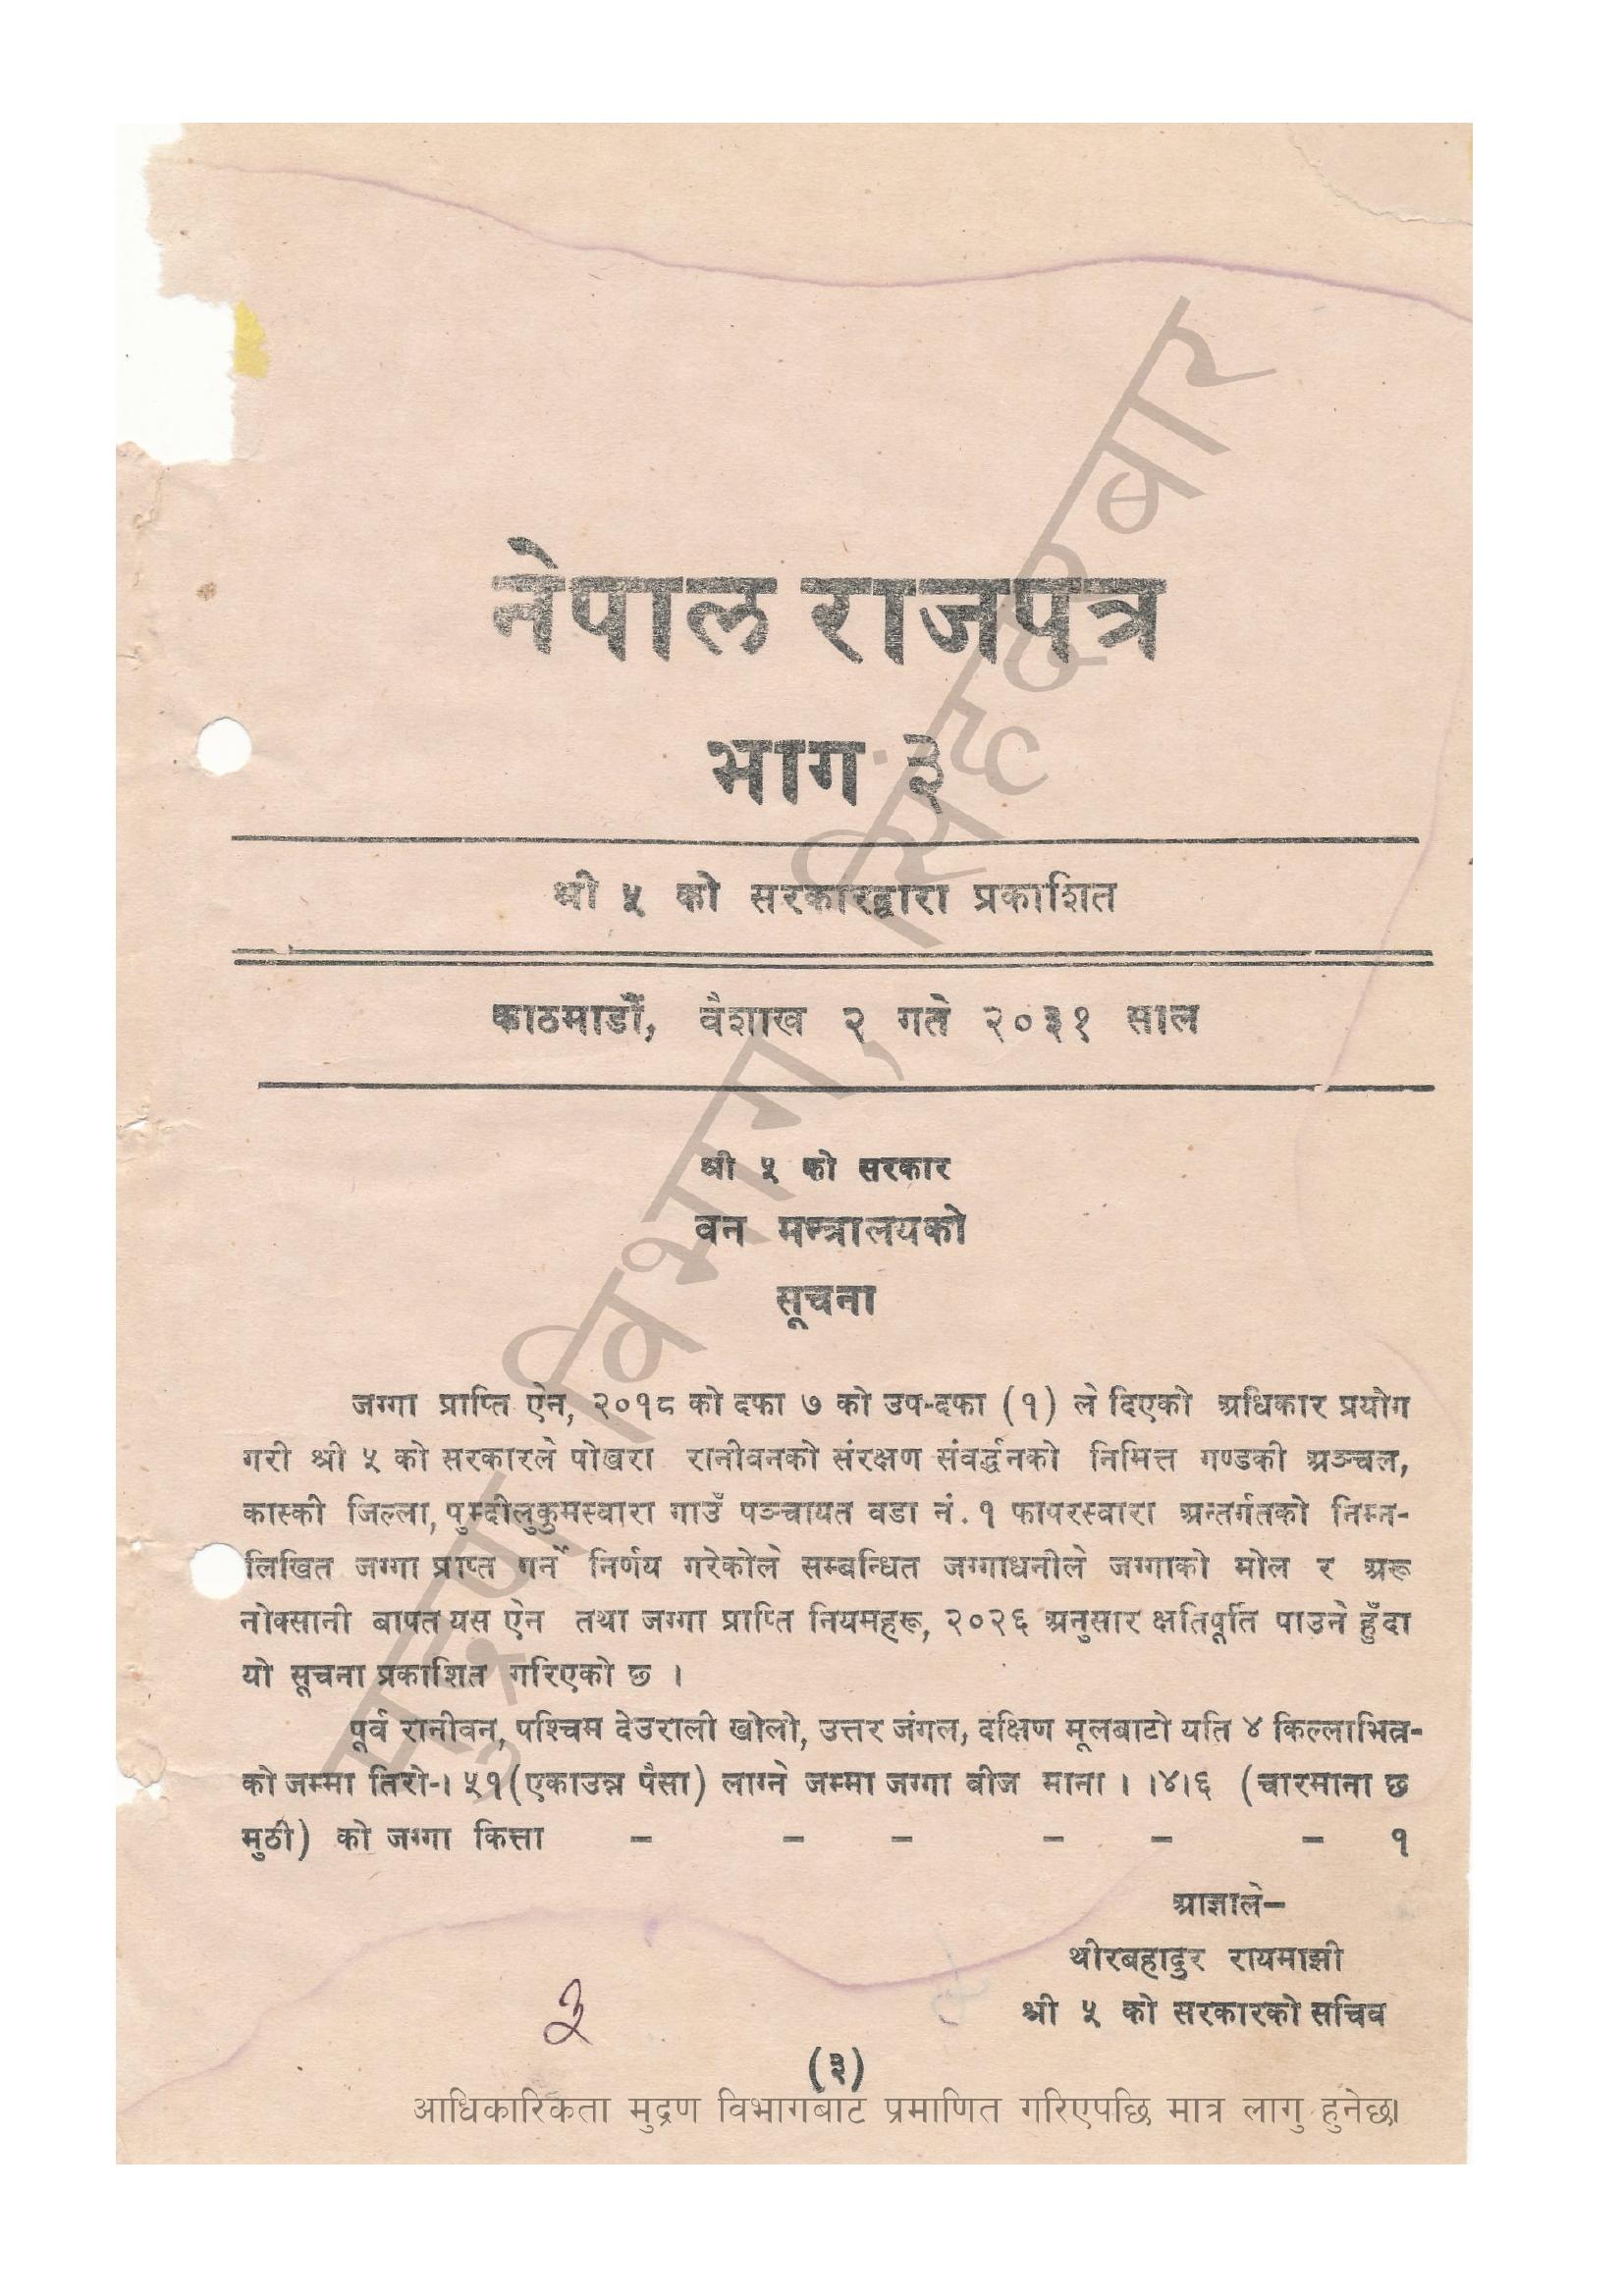 नेपाल राजपत्र
भाग ३
श्री ५ को सरकारद्वारा प्रकाशित
काठमाडौं, वैशाख २ गते २०३१ साल
श्री ५ को सरकार
वन मन्त्रालयको
सूचना
जग्गा प्राप्ति ऐन, २०१८ को दफा ७ को उप-दफा (१) ले दिएको अधिकार प्रयोग
गरी श्री ५ को सरकारले पोखरा रानीवनको संरक्षण संवर्द्धनको निमित्त गण्डकी अञ्चल,
कास्की जिल्ला, पुम्दीलुकुमस्वारा गाउँ पञ्चायत वडा नं. १ फापरस्वारा अन्तर्गतको निम्न-
लिखित जग्गा प्राप्त गर्ने निर्णय गरेकोले सम्बन्धित जग्गाधनीले जग्गाको मोल र अरू
नोक्सानी बापत यस ऐन तथा जग्गा प्राप्ति नियमहरू, २०२६ अनुसार क्षतिपूर्ति पाउने हुँदा
यो सूचना प्रकाशित गरिएको छ ।
पूर्व रानीवन, पश्चिम देउराली खोलो, उत्तर जंगल, दक्षिण मूलबाटो यति ४ किल्लाभित्र-
को जम्मा तिरो-। ५१(एकाउन्न पैसा) लाग्ने जम्मा जग्गा बीज माना । ।४।६ (चारमाना छ
मुठी) को जग्गा कित्ता - - - - - - १
आज्ञाले-
थीरबहादुर रायमाझी
श्री ५ को सरकारको सचिव
३
(३)
आधिकारिकता मुद्रण विभागबाट प्रमाणित गरिएपछि मात्र लागु हुनेछ।
मुद्रण विभाग, सिंहदरवार